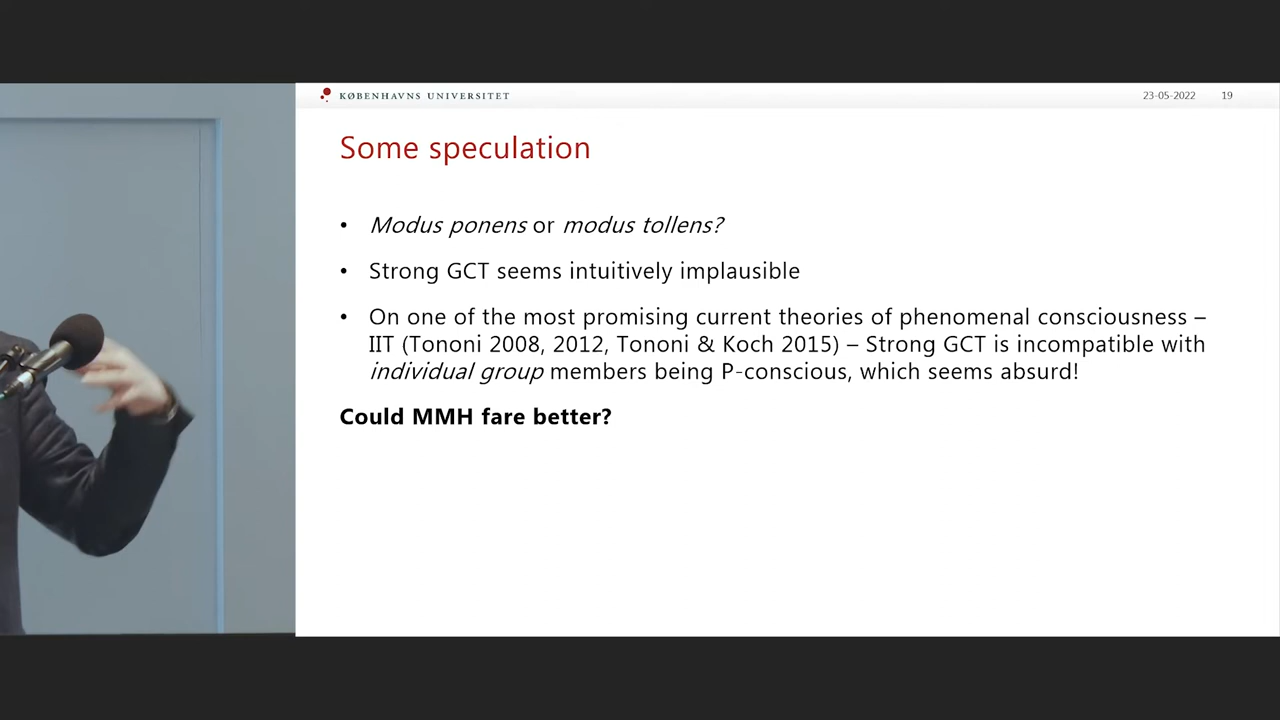 KØBENHAVNS UNIVERSITET
23-05-2022 19
Some speculation
• Modus ponens or modus tollens?
• Strong GCT seems intuitively implausible
• On one of the most promising current theories of phenomenal consciousness –
IIT (Tononi 2008, 2012, Tononi & Koch 2015) – Strong GCT is incompatible with
individual group members being P-conscious, which seems absurd!
Could MMH fare better?